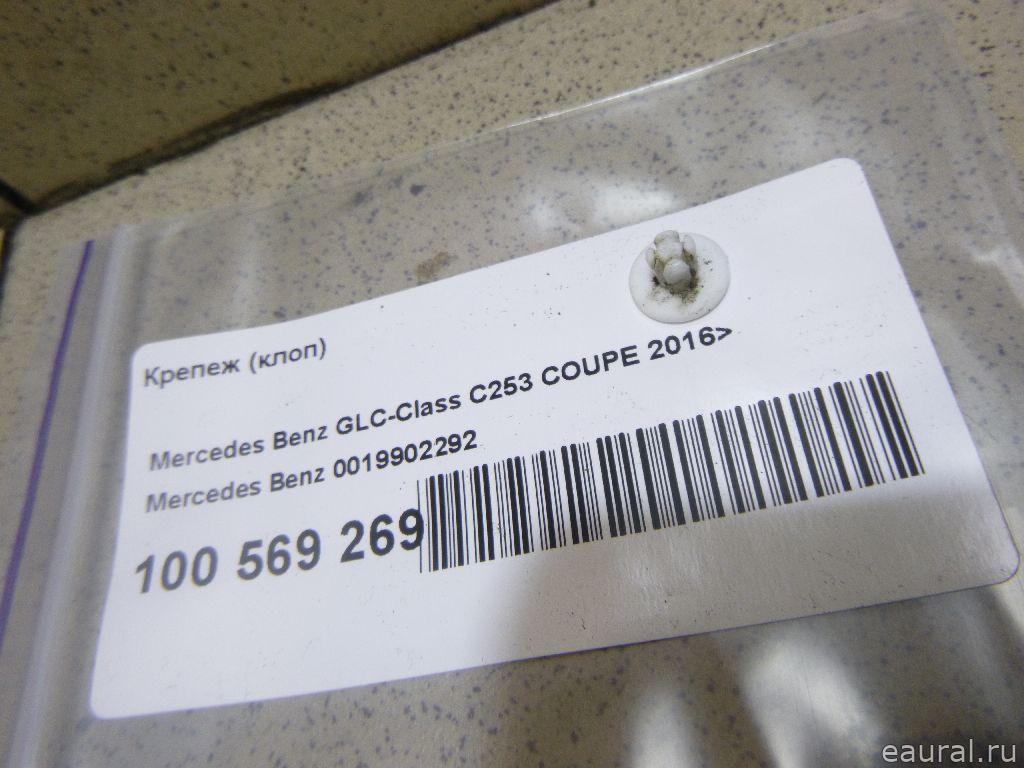 Крепеж (клоп)
Mercedes Benz GLC-Class C253 COUPE 2016>
Mercedes Benz 0019902292
100 569 269
eaural.ru